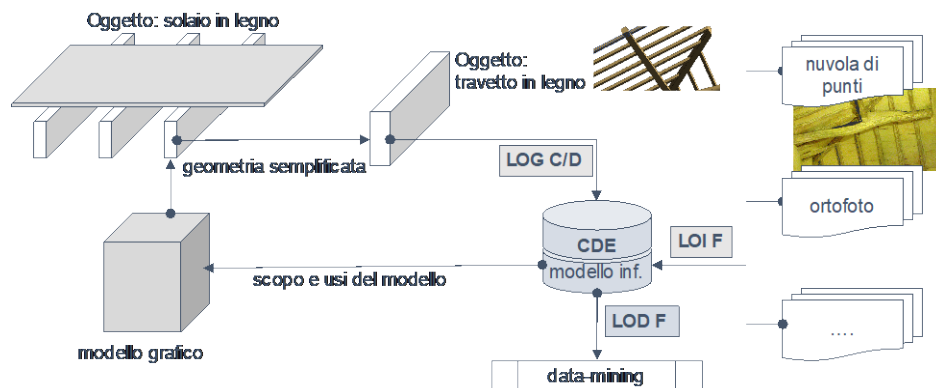 Oggetto: solaio in legno
Oggetto:
travetto in legno
nuvola di
punti
geometria semplificata
LOG C/D
ortofoto
CDE
modello inf.
LOI F
scopo e usi del modello
LOD F
....
modello grafico
data-mining